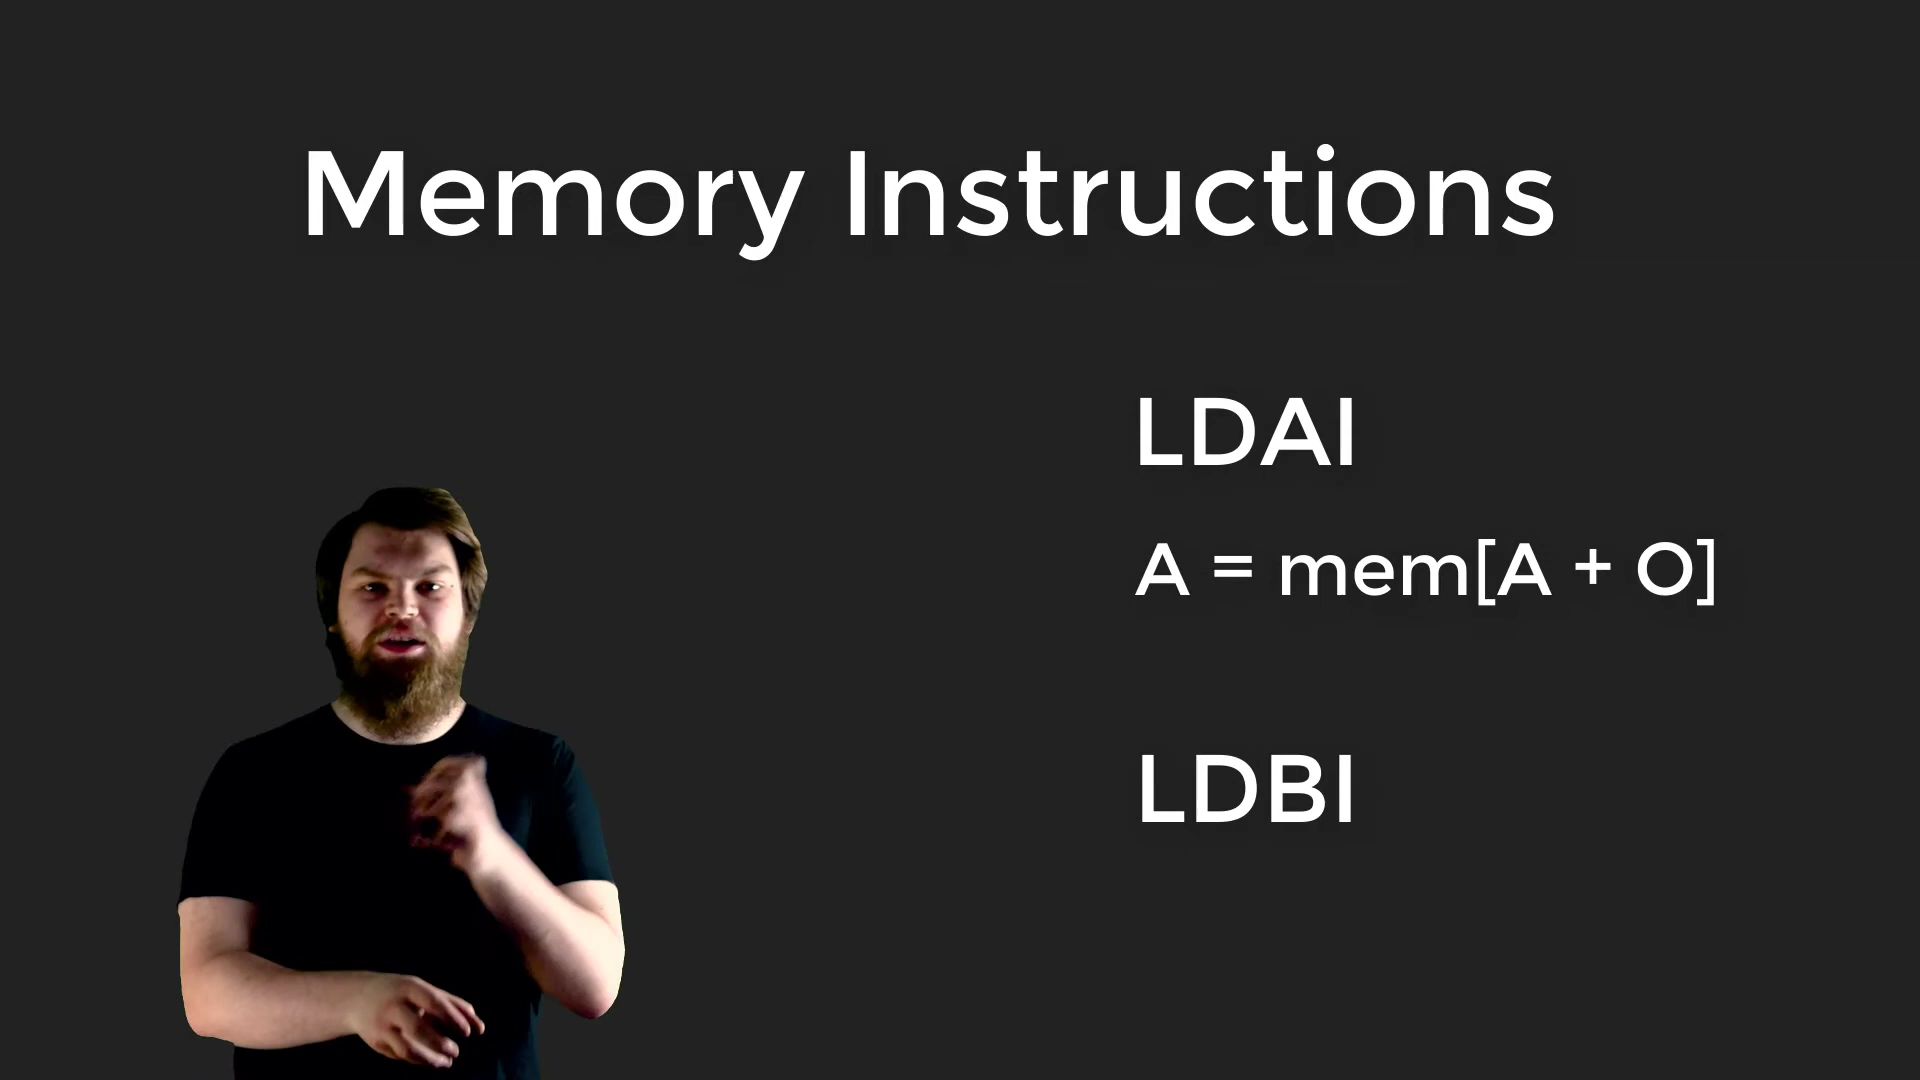 Memory Instructions
LDAI
A = mem[A + O]
LDBI